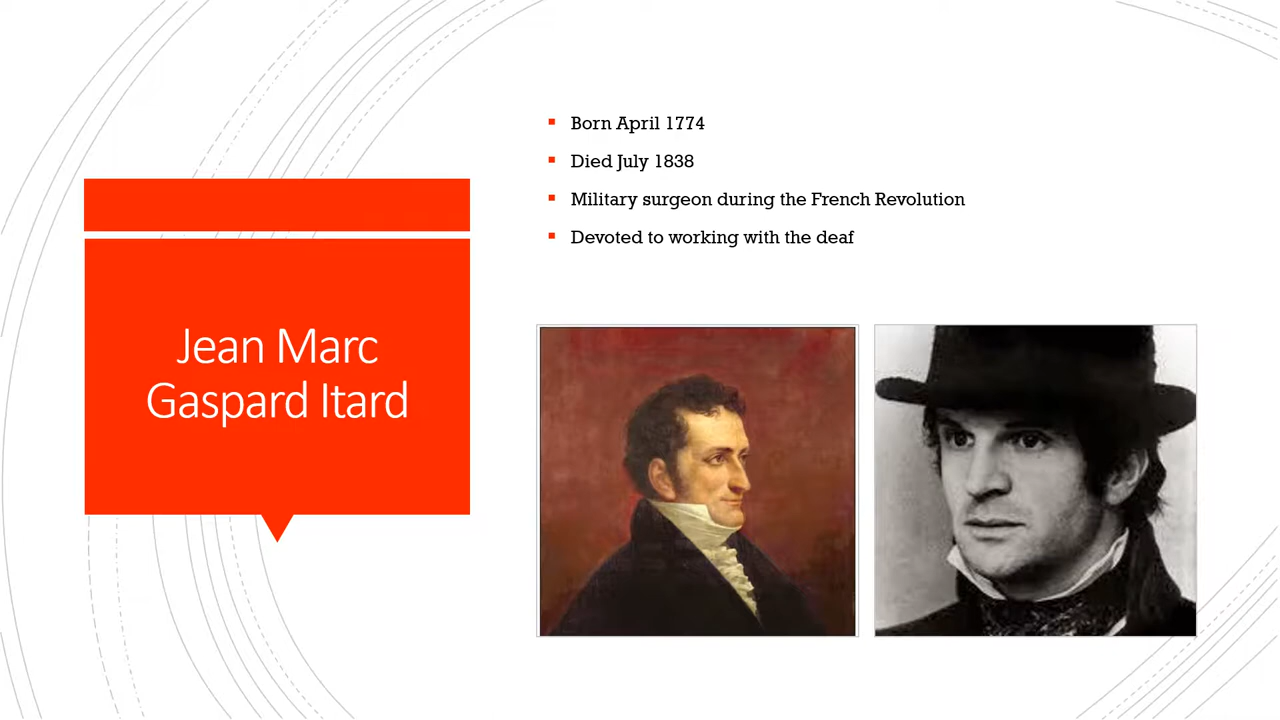 Jean Marc
Gaspard Itard
Born April 1774
Died July 1838
Military surgeon during the French Revolution
Devoted to working with the deaf